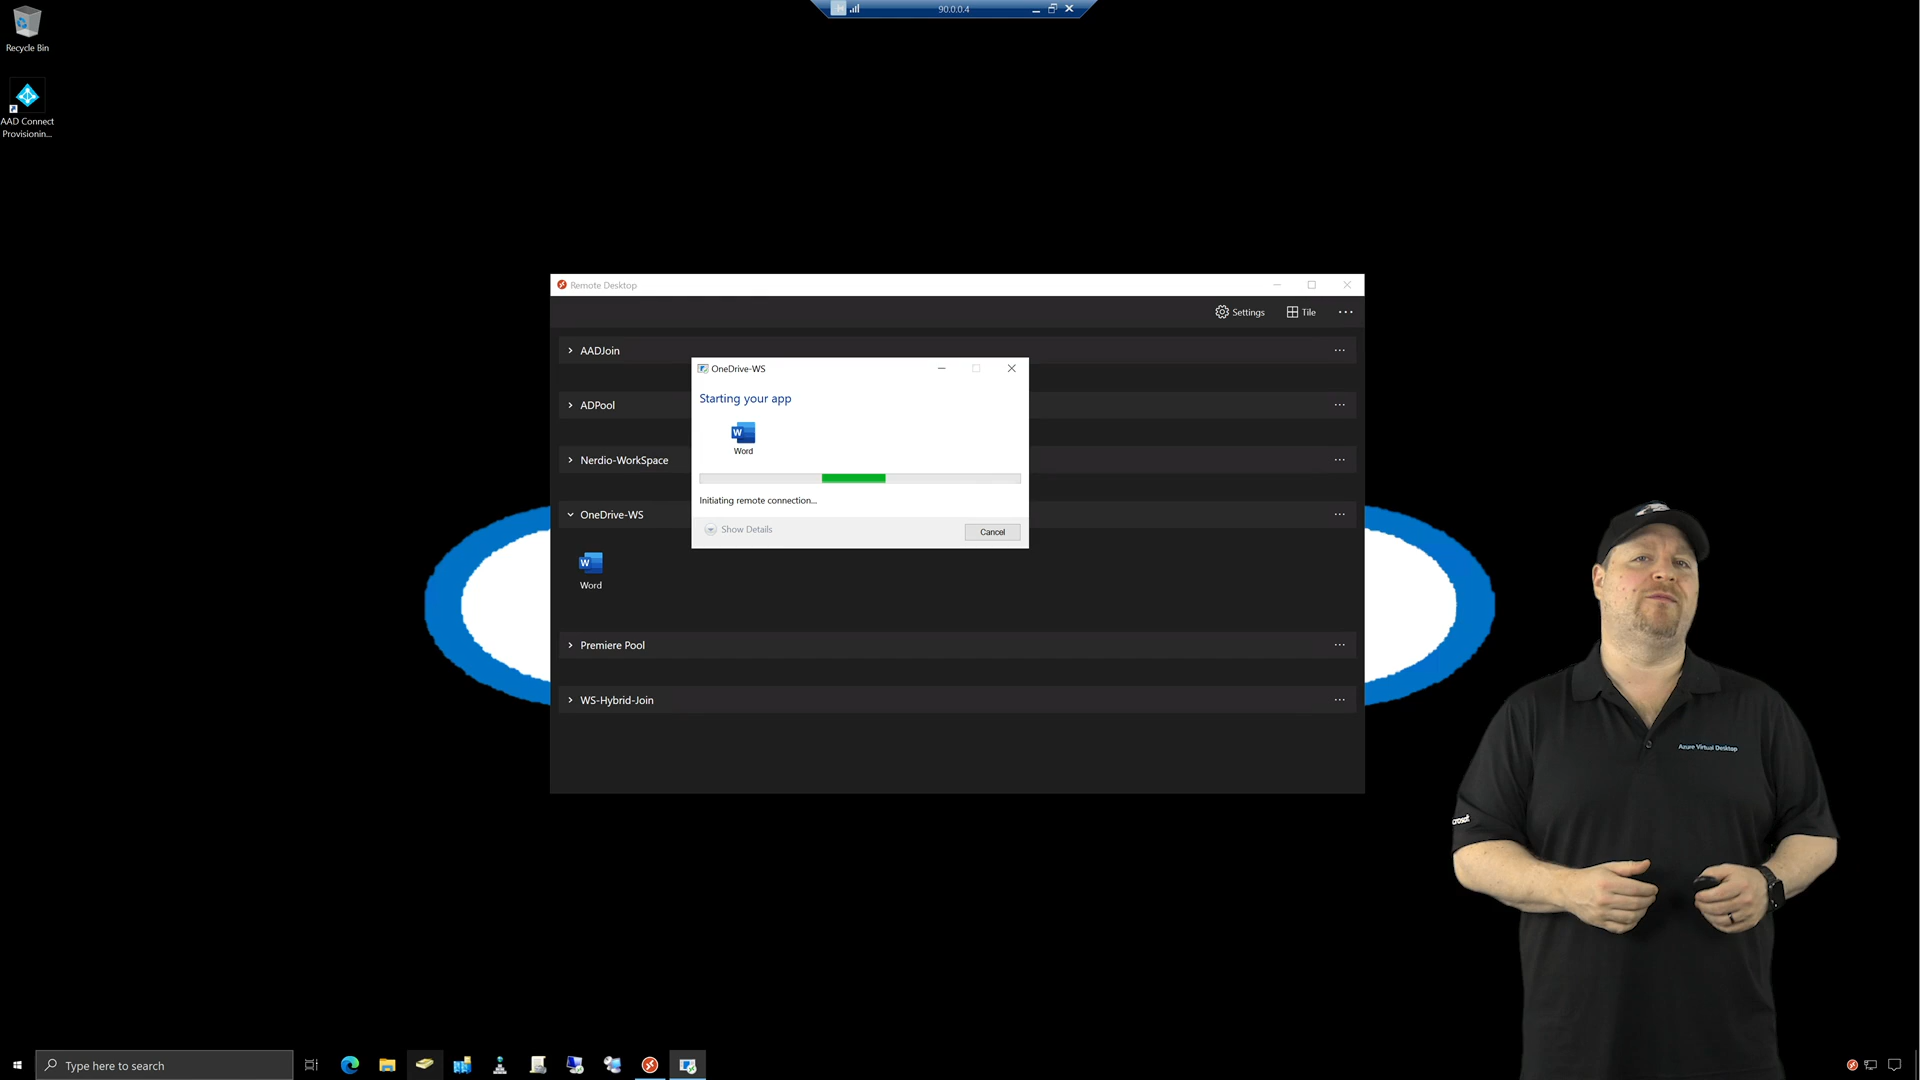 90.0.0.4
Recycle Bin
AAD Connect
Provisionin...
Remote Desktop
Settings
Tile
AADJoin
ADPool
Nerdio-WorkSpace
OneDrive-WS
Word
Premiere Pool
WS-Hybrid-Join
OneDrive-WS
Starting your app
W
Word
Initiating remote connection...
Show Details
Cancel
W
Azure Virtual Desktop
crosoft
Type here to search